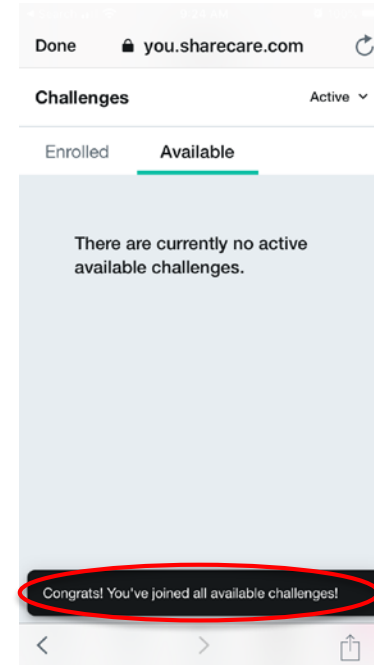 Done you.sharecare.com
Challenges Active
Enrolled Available
There are currently no active
available challenges.
Congrats! You've joined all available challenges!